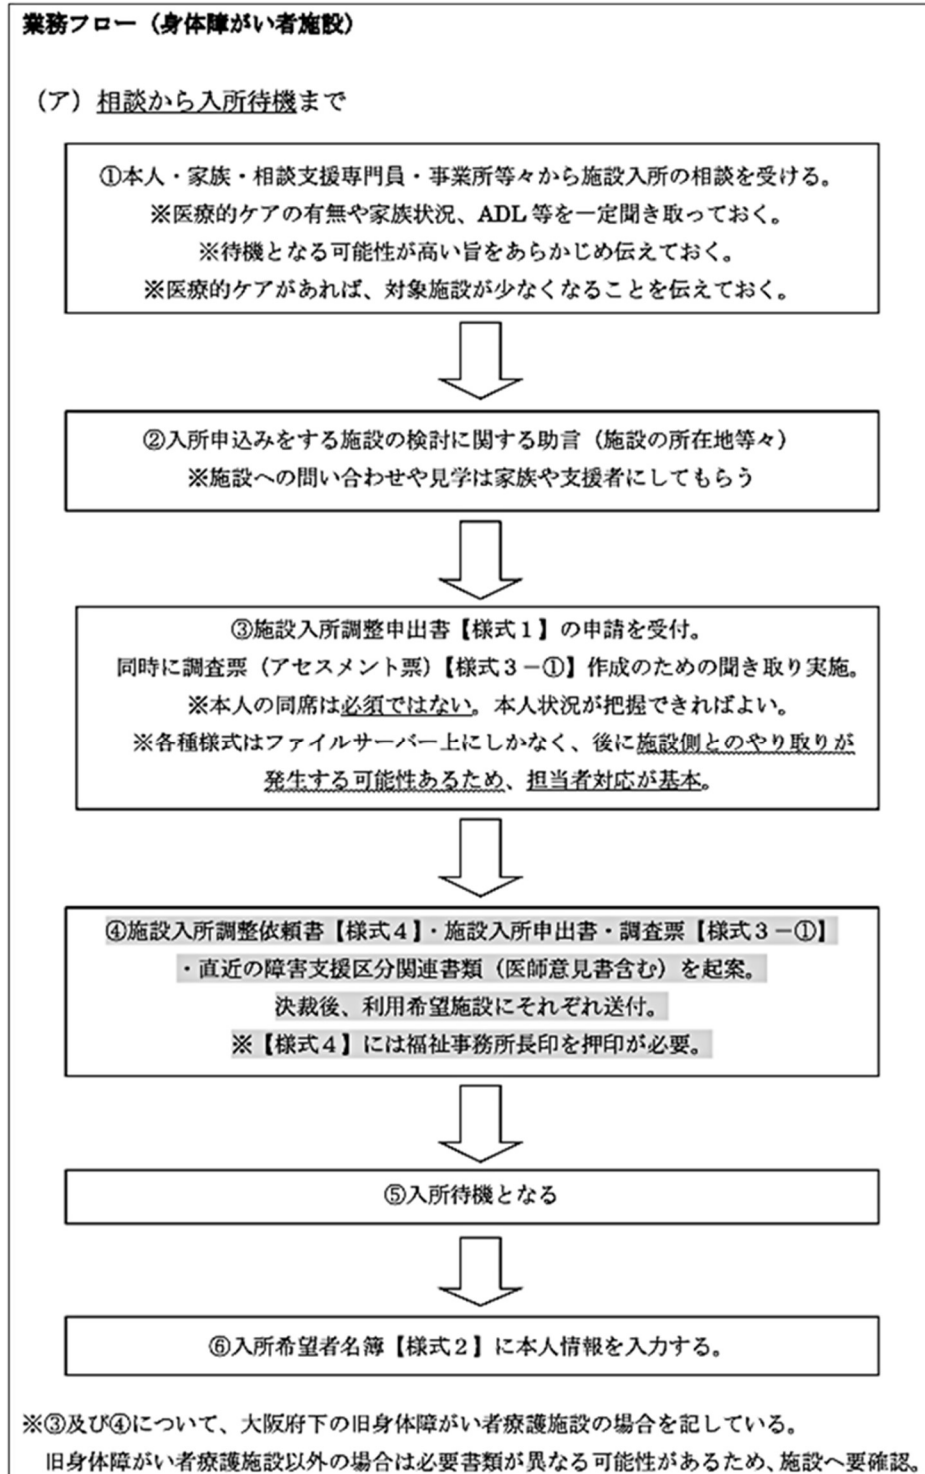 業務フロー（身体障がい者施設）
（ア）相談から入所待機まで
①本人・家族・相談支援専門員・事業所等々から施設入所の相談を受ける。
※医療的ケアの有無や家族状況、ADL 等を一定聞き取っておく。
※待機となる可能性が高い旨をあらかじめ伝えておく。
※医療的ケアがあれば、対象施設が少なくなることを伝えておく。
②入所申込みをする施設の検討に関する助言（施設の所在地等々）
※施設への問い合わせや見学は家族や支援者にしてもらう
③施設入所調整申出書【様式１】の申請を受付。
同時に調査票（アセスメント票）【様式３－①】作成のための聞き取り実施。
※本人の同席は必須ではない。本人状況が把握できればよい。
※各種様式はファイルサーバー上にしかなく、後に施設側とのやり取りが
発生する可能性あるため、担当者対応が基本。
④施設入所調整依頼書【様式４】・施設入所申出書・調査票【様式３－①】
・直近の障害支援区分関連書類（医師意見書含む）を起案。
決裁後、利用希望施設にそれぞれ送付。
※【様式４】には福祉事務所長印を押印が必要。
⑤入所待機となる
⑥入所希望者名簿【様式２】に本人情報を入力する。
※③及び④について、大阪府下の旧身体障がい者療護施設の場合を記している。
旧身体障がい者療護施設以外の場合は必要書類が異なる可能性があるため、施設へ要確認。